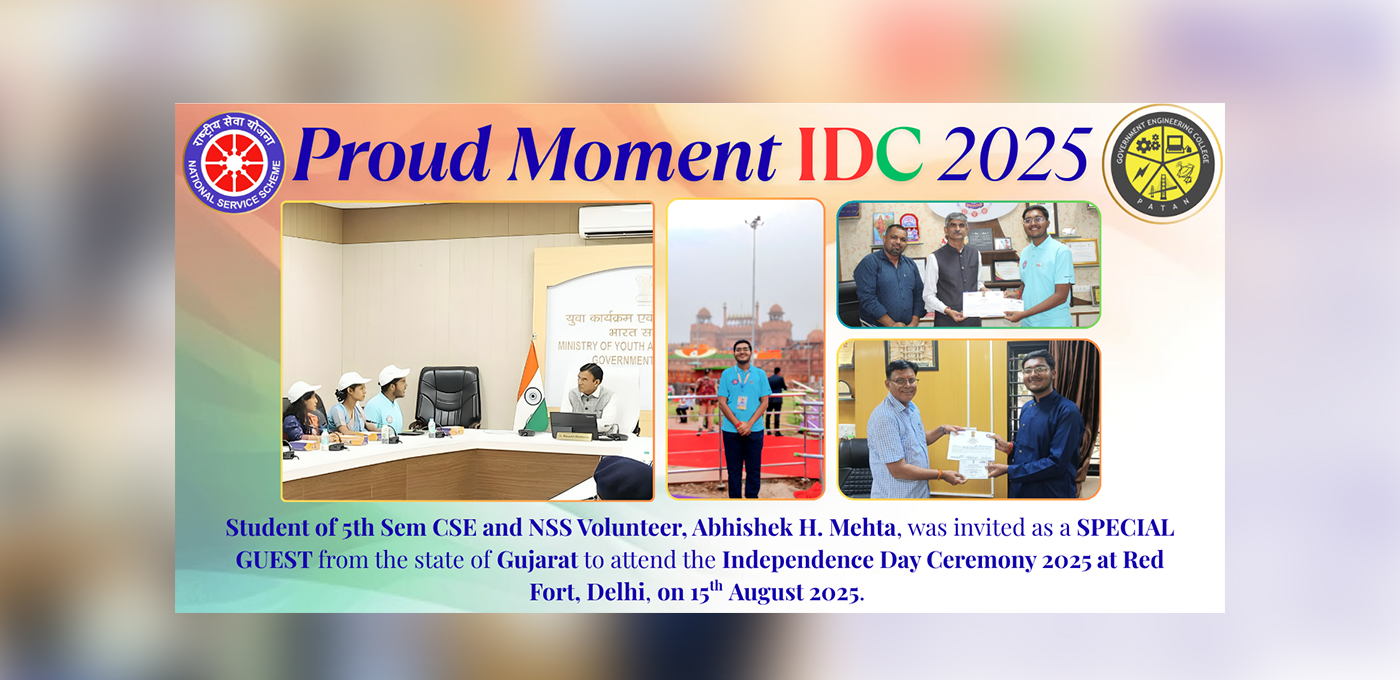 राष्ट्रीय सेवा योजना
NATIONAL SERVICE SCHEME
Proud Moment IDC 2025
GOVERNMENT ENGINEERING COLLEGE
PATAN
युवा कार्यक्रम
भारत
MINISTRY OF YOUTH
GOVERNMENT
Student of 5th Sem CSE and NSS Volunteer, Abhishek H. Mehta, was invited as a SPECIAL
GUEST from the state of Gujarat to attend the Independence Day Ceremony 2025 at Red
Fort, Delhi, on 15th August 2025.